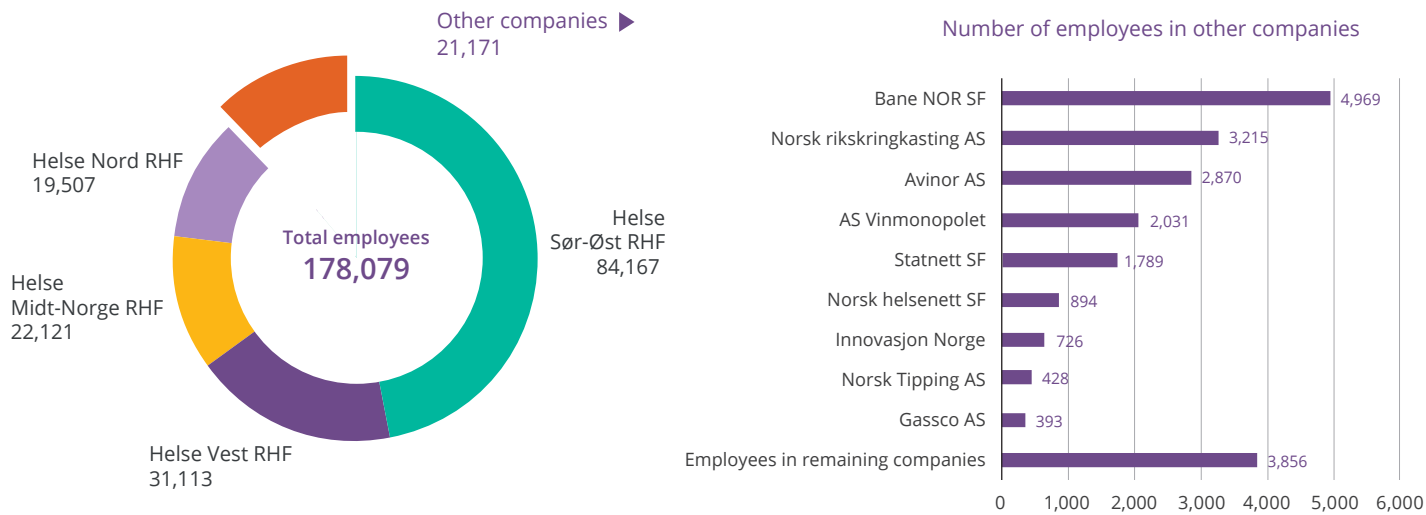 Other companies
21,171
Helse Nord RHF
19,507
Helse
Midt-Norge RHF
22,121
Helse Vest RHF
31,113
Helse
Sør-Øst RHF
84,167
Total employees
178,079
Number of employees in other companies
Bane NOR SF 4,969
Norsk rikskringkasting AS 3,215
Avinor AS 2,870
AS Vinmonopolet 2,031
Statnett SF 1,789
Norsk helsenett SF 894
Innovasjon Norge 726
Norsk Tipping AS 428
Gassco AS 393
Employees in remaining companies 3,856
0 1,000 2,000 3,000 4,000 5,000 6,000